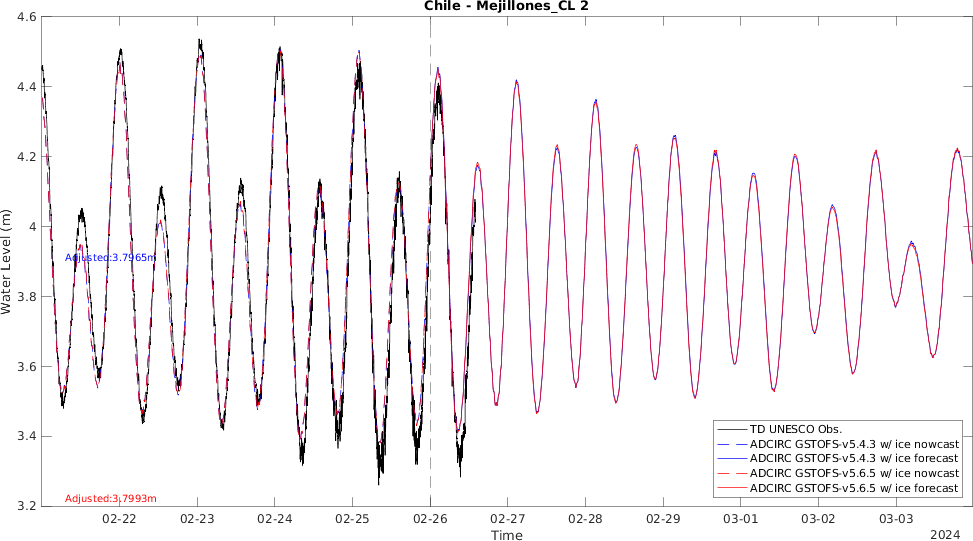 Chile - Mejillones_CL 2
4.6
4.4
4.2
4
3.8
3.6
3.4
3.2
Water Level (m)
Adjusted:3.7965m
Adjusted:3.7993m
TD UNESCO Obs.
ADCIRC GSTOFS-v5.4.3 w/ ice nowcast
ADCIRC GSTOFS-v5.4.3 w/ ice forecast
ADCIRC GSTOFS-v5.6.5 w/ ice nowcast
ADCIRC GSTOFS-v5.6.5 w/ ice forecast
02-22 02-23 02-24 02-25 02-26 02-27 02-28 02-29 03-01 03-02 03-03
Time
2024